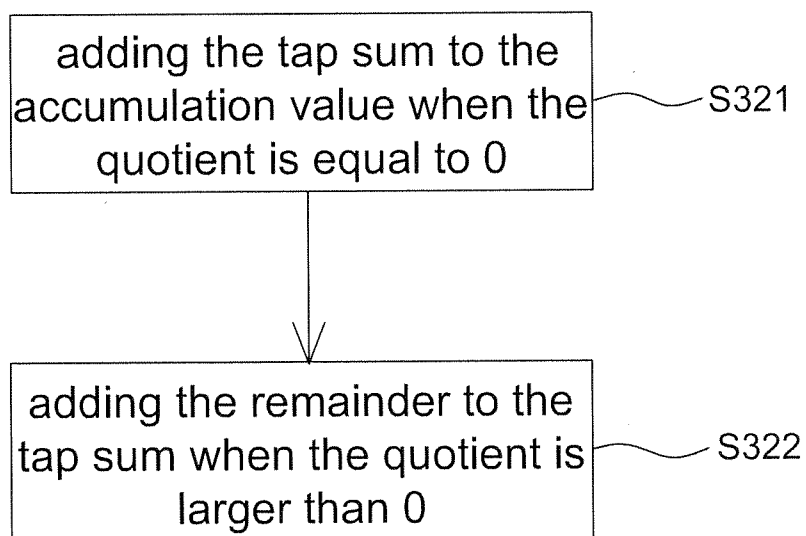 adding the tap sum to the
accumulation value when the
quotient is equal to 0
S321
adding the remainder to the
tap sum when the quotient is
larger than 0
S322